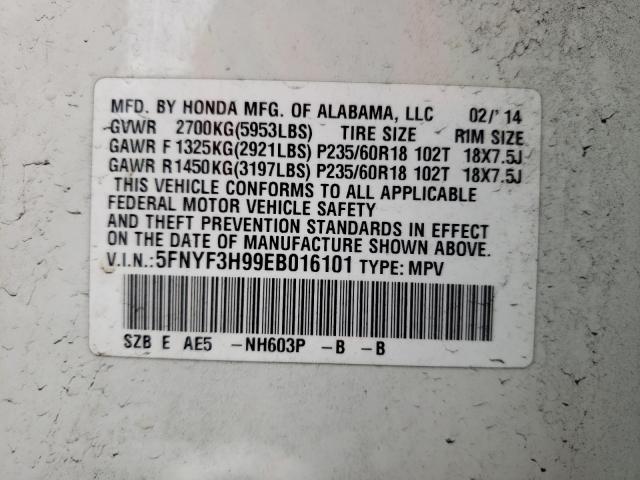 MFD. BY HONDA MFG. OF ALABAMA, LLC 02/'14
GVWR 2700KG(5953LBS) TIRE SIZE RIM SIZE
GAWR F 1325KG(2921LBS) P235/60R18 102T 18X7.5J
GAWR R 1450KG(3197LBS) P235/60R18 102T 18X7.5J
THIS VEHICLE CONFORMS TO ALL APPLICABLE
FEDERAL MOTOR VEHICLE SAFETY
AND THEFT PREVENTION STANDARDS IN EFFECT
ON THE DATE OF MANUFACTURE SHOWN ABOVE.
V.I.N.:5FNYF3H99EB016101 TYPE: MPV
SZB E AE5 -NH603P -B -B